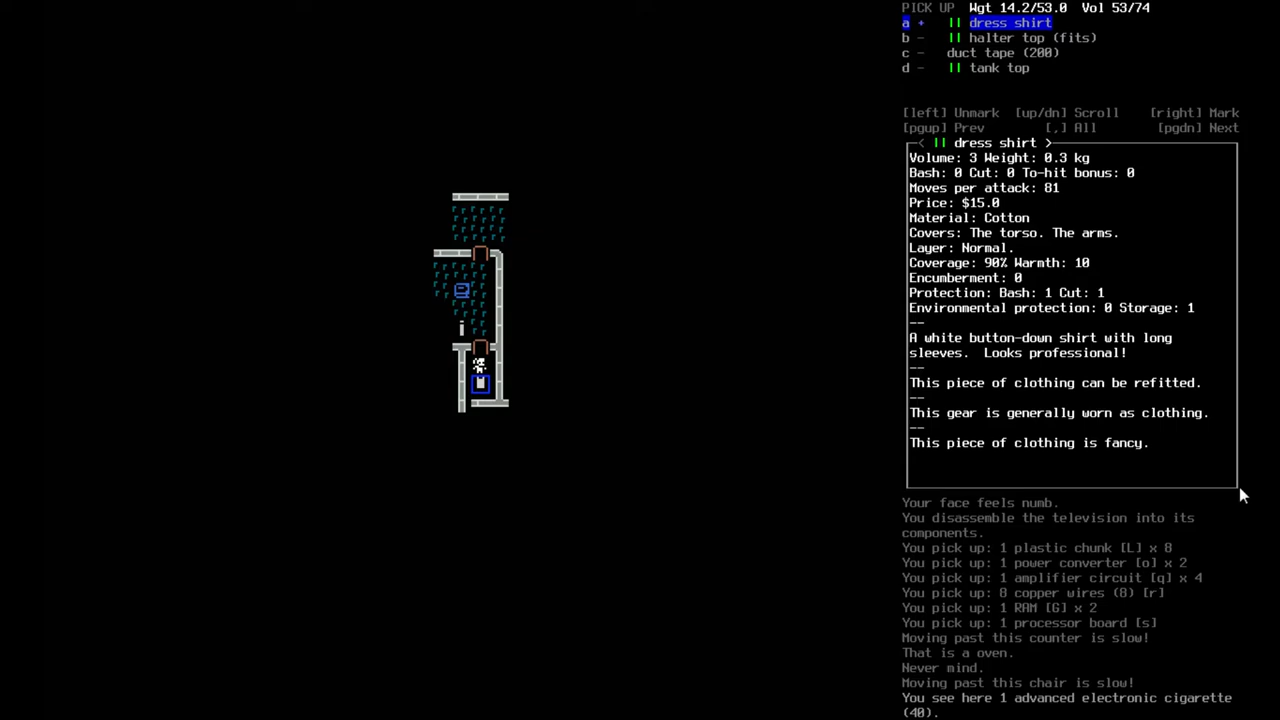 PICK UP Wgt 14.2/53.0 Vol 53/74
a + || dress shirt
b - || halter top (fits)
c - duct tape (200)
d - || tank top
[left] Unmark [up/dn] Scroll [right] Mark
[pgup] Prev [,] All [pgdn] Next
< || dress shirt >
Volume: 3 Weight: 0.3 kg
Bash: 0 Cut: 0 To-hit bonus: 0
Moves per attack: 81
Price: $15.0
Material: Cotton
Covers: The torso. The arms.
Layer: Normal.
Coverage: 90% Warmth: 10
Encumberment: 0
Protection: Bash: 1 Cut: 1
Environmental protection: 0 Storage: 1
--
A white button-down shirt with long
sleeves. Looks professional!
--
This piece of clothing can be refitted.
--
This gear is generally worn as clothing.
--
This piece of clothing is fancy.
Your face feels numb.
You disassemble the television into its
components.
You pick up: 1 plastic chunk [L] x 8
You pick up: 1 power converter [o] x 2
You pick up: 1 amplifier circuit [q] x 4
You pick up: 8 copper wires (8) [r]
You pick up: 1 RAM [G] x 2
You pick up: 1 processor board [s]
Moving past this counter is slow!
That is a oven.
Never mind.
Moving past this chair is slow!
You see here 1 advanced electronic cigarette
(40).